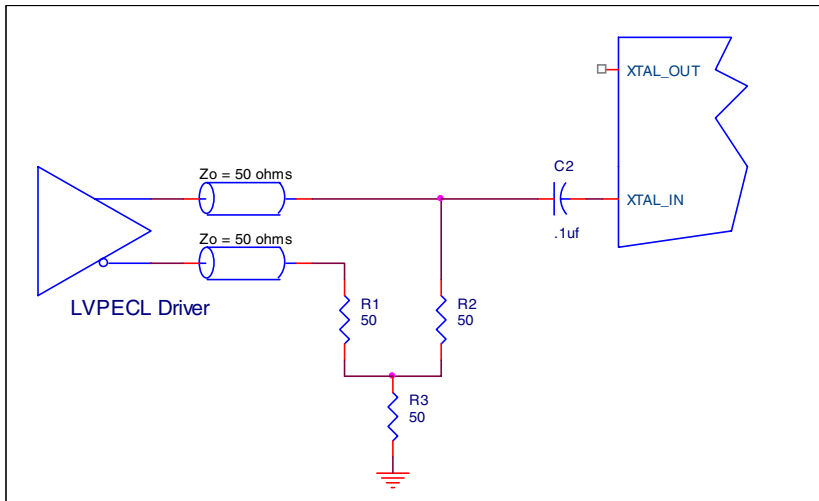 XTAL_OUT
C2
Zo = 50 ohms
XTAL_IN
.1uf
Zo = 50 ohms
LVPECL Driver
R1
50
R2
50
R3
50